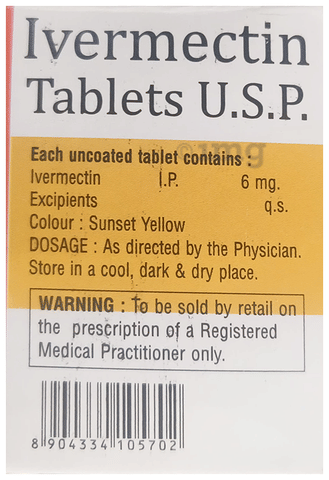 Ivermectin
Tablets U.S.P.
1mg
Each uncoated tablet contains :
Ivermectin I.P. 6 mg.
Excipients q.s.
Colour : Sunset Yellow
DOSAGE : As directed by the Physician.
Store in a cool, dark & dry place.
WARNING : To be sold by retail on
the prescription of a Registered
Medical Practitioner only.
8 904334 105702